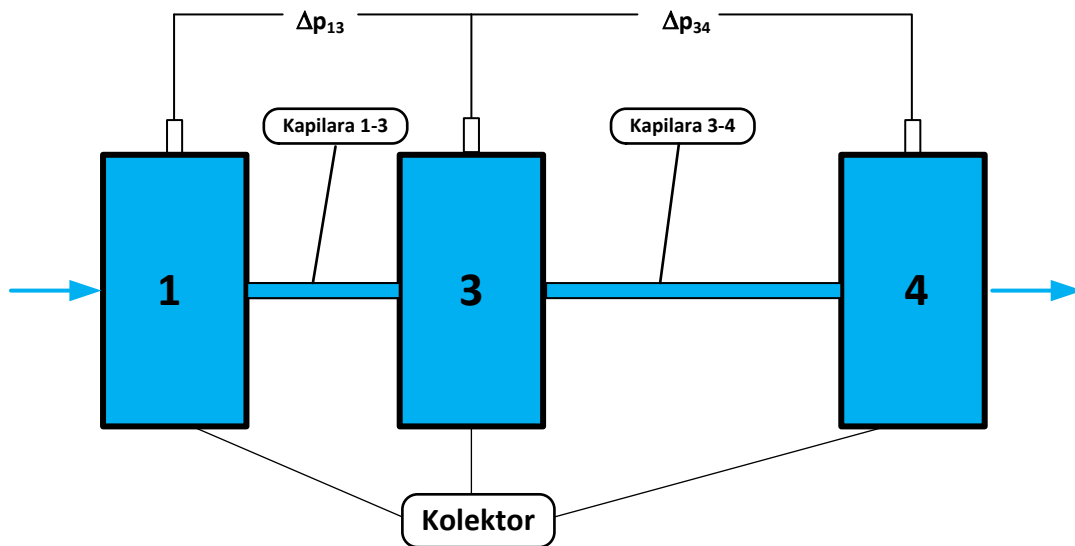 Δp₁₃
Δp₃₄
Kapilara 1-3
Kapilara 3-4
1
3
4
Kolektor